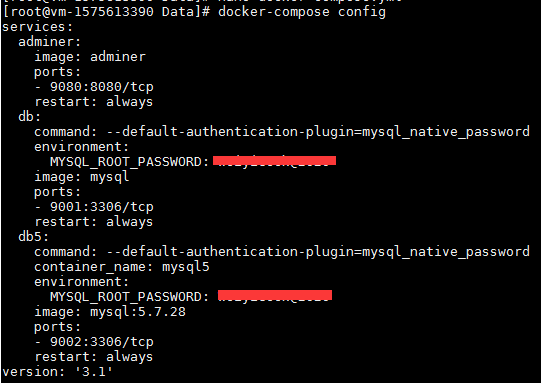 [root@vm-1575613390 Data]# docker-compose config
services:
  adminer:
    image: adminer
    ports:
    - 9080:8080/tcp
    restart: always
  db:
    command: --default-authentication-plugin=mysql_native_password
    environment:
      MYSQL_ROOT_PASSWORD:
    image: mysql
    ports:
    - 9001:3306/tcp
    restart: always
  db5:
    command: --default-authentication-plugin=mysql_native_password
    container_name: mysql5
    environment:
      MYSQL_ROOT_PASSWORD:
    image: mysql:5.7.28
    ports:
    - 9002:3306/tcp
    restart: always
version: '3.1'